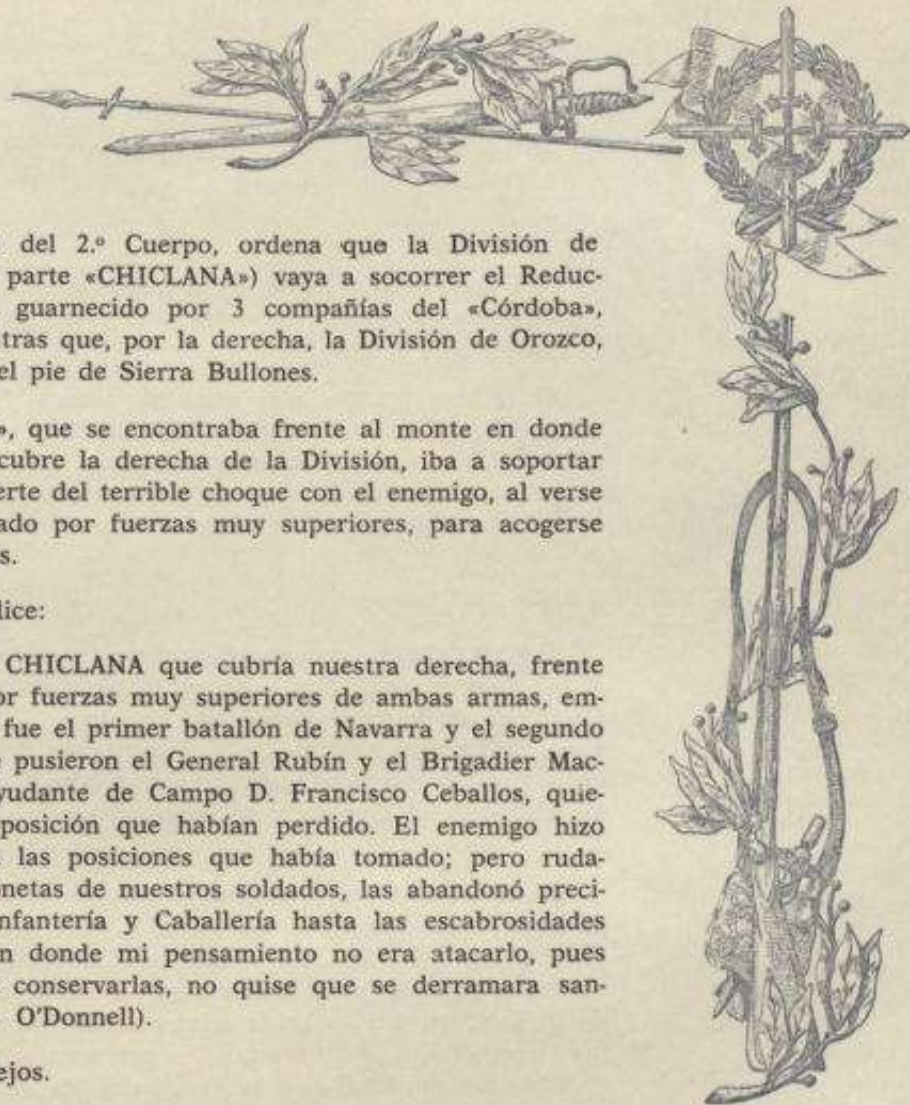 del 2.º Cuerpo, ordena que la División de
parte «CHICLANA») vaya a socorrer el Reduc-
guarnecido por 3 compañías del «Córdoba»,
tras que, por la derecha, la División de Orozco,
el pie de Sierra Bullones.
», que se encontraba frente al monte en donde
cubre la derecha de la División, iba a soportar
erte del terrible choque con el enemigo, al verse
ado por fuerzas muy superiores, para acogerse
s.
dice:
CHICLANA que cubría nuestra derecha, frente
or fuerzas muy superiores de ambas armas, em-
fue el primer batallón de Navarra y el segundo
e pusieron el General Rubín y el Brigadier Mac-
yudante de Campo D. Francisco Ceballos, quie-
posición que habían perdido. El enemigo hizo
las posiciones que había tomado; pero ruda-
netas de nuestros soldados, las abandonó preci-
nfantería y Caballería hasta las escabrosidades
n donde mi pensamiento no era atacarlo, pues
conservarlas, no quise que se derramara san-
O'Donnell).
ejos.